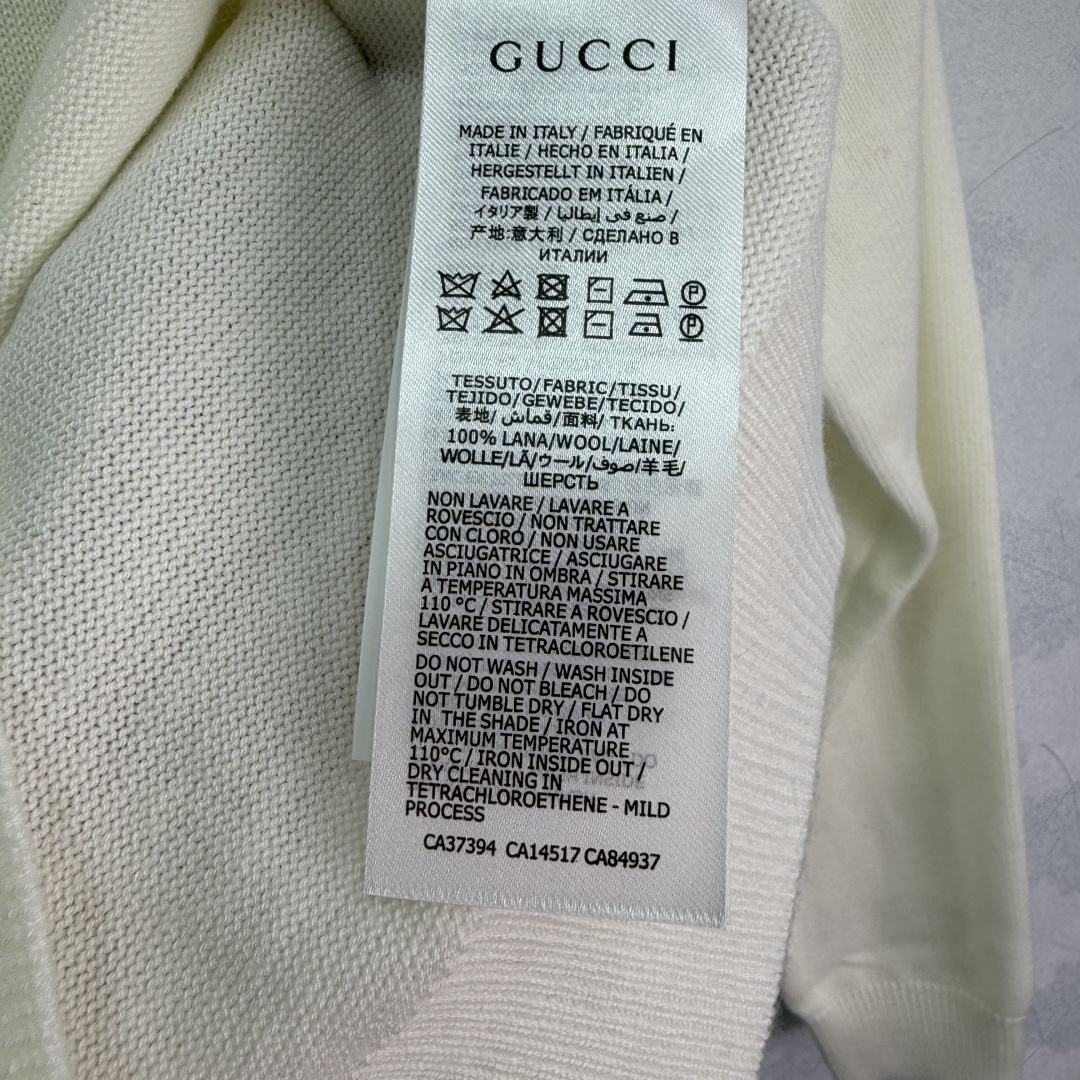 GUCCI
MADE IN ITALY / FABRIQUÉ EN
ITALIE / HECHO EN ITALIA /
HERGESTELLT IN ITALIEN /
FABRICADO EM ITÁLIA /
イタリア製 / صنع في إيطاليا /
产地:意大利 / СДЕЛАНО В
ИТАЛИИ
P
P
TESSUTO/FABRIC/TISSU/
TEJIDO/GEWEBE/TECIDO/
表地/ قماش/面料/ ТКАНЬ:
100% LANA/WOOL/LAINE/
WOLLE/LÃ/ウール/صوف/羊毛/
ШЕРСТЬ
NON LAVARE / LAVARE A
ROVESCIO / NON TRATTARE
CON CLORO / NON USARE
ASCIUGATRICE / ASCIUGARE
IN PIANO IN OMBRA / STIRARE
A TEMPERATURA MASSIMA
110 °C / STIRARE A ROVESCIO /
LAVARE DELICATAMENTE A
SECCO IN TETRACLOROETILENE
DO NOT WASH / WASH INSIDE
OUT / DO NOT BLEACH / DO
NOT TUMBLE DRY / FLAT DRY
IN THE SHADE / IRON AT
MAXIMUM TEMPERATURE
110°C / IRON INSIDE OUT /
DRY CLEANING IN
TETRACHLOROETHENE - MILD
PROCESS
CA37394 CA14517 CA84937